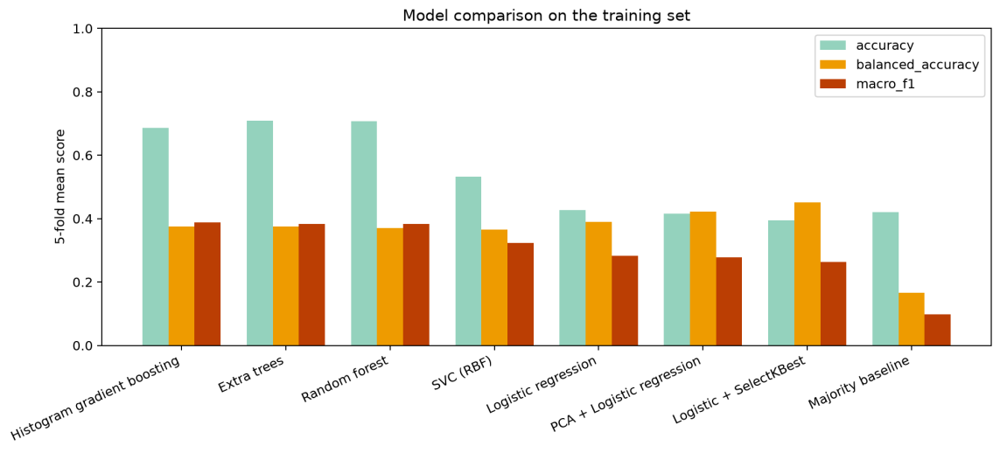 Model comparison on the training set
accuracy
balanced_accuracy
macro_f1
5-fold mean score
1.0
0.8
0.6
0.4
0.2
0.0
Histogram gradient boosting
Extra trees
Random forest
SVC (RBF)
Logistic regression
PCA + Logistic regression
Logistic + SelectKBest
Majority baseline